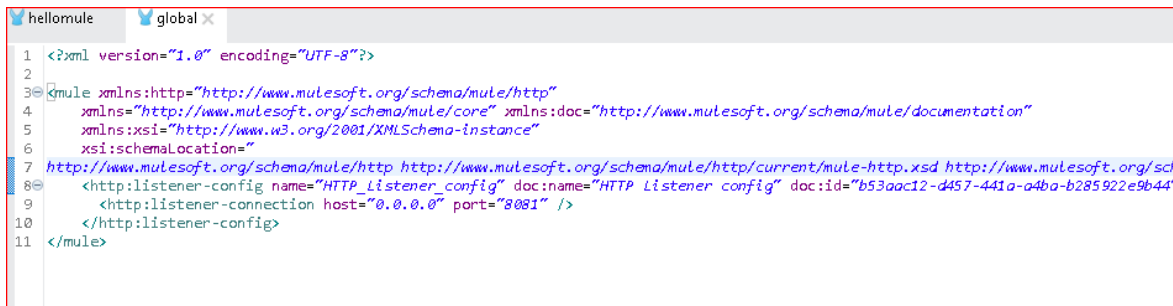 hellomule global
1 <?xml version="1.0" encoding="UTF-8"?>
2
3 <mule xmlns:http="http://www.mulesoft.org/schema/mule/http"
4 xmlns="http://www.mulesoft.org/schema/mule/core" xmlns:doc="http://www.mulesoft.org/schema/mule/documentation"
5 xmlns:xsi="http://www.w3.org/2001/XMLSchema-instance"
6 xsi:schemaLocation="
7 http://www.mulesoft.org/schema/mule/http http://www.mulesoft.org/schema/mule/http/current/mule-http.xsd http://www.mulesoft.org/sch
8 <http:listener-config name="HTTP_Listener_config" doc:name="HTTP Listener config" doc:id="b53aac12-d457-441a-a4ba-b285922e9b44"
9 <http:listener-connection host="0.0.0.0" port="8081" />
10 </http:listener-config>
11 </mule>